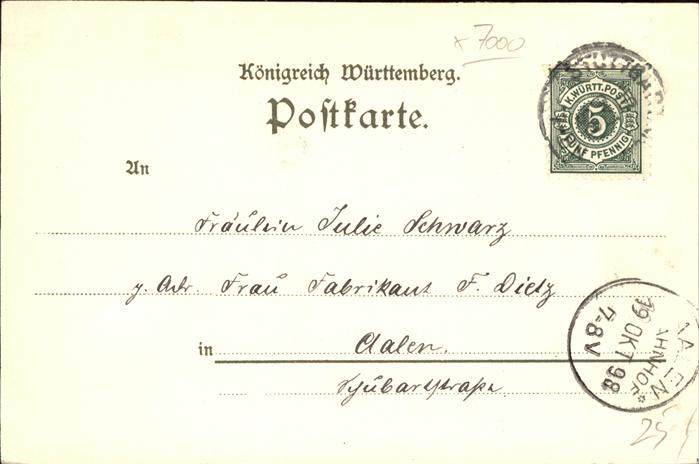 x 7000
Königreich Württemberg.
Postkarte.
K. WÜRTT. POST
5
FÜNF PFENNIG
An
Fräulein Julie Schwarz
z. Adr. Frau Fabrikant F. Dietz
in Aalen.
Schubartstraße
AALEN
BAHNHOF
19 OKT 98
7-8 V
25